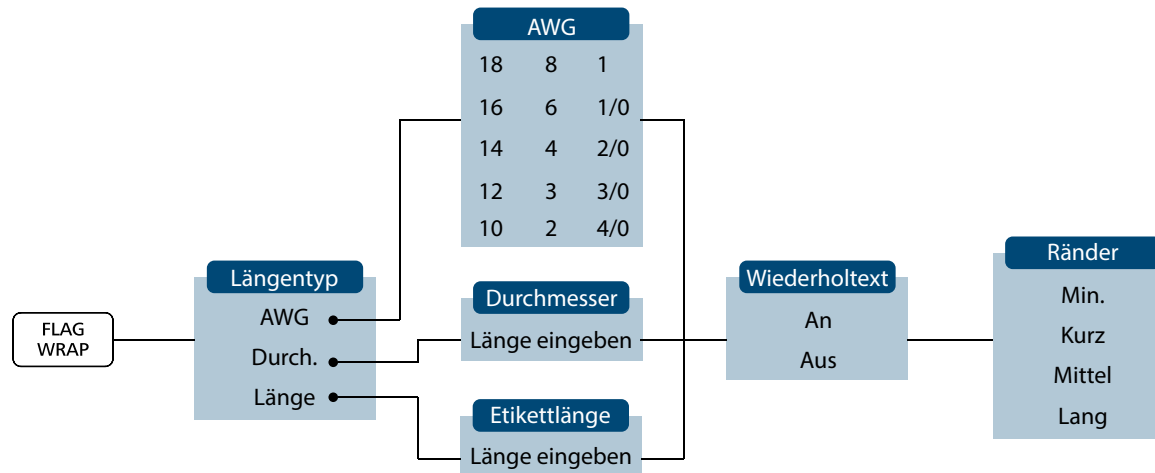 AWG
18 8 1
16 6 1/0
14 4 2/0
12 3 3/0
10 2 4/0
FLAG
WRAP
Längentyp
AWG
Durch.
Länge
Durchmesser
Länge eingeben
Etikettlänge
Länge eingeben
Wiederholtext
An
Aus
Ränder
Min.
Kurz
Mittel
Lang